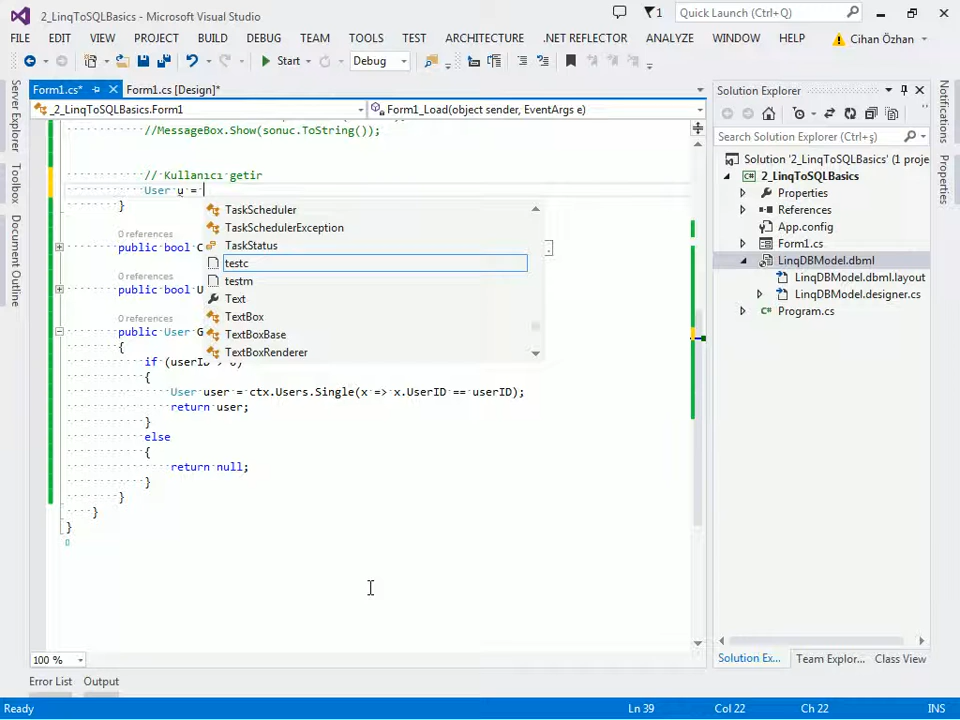 2_LinqToSQLBasics - Microsoft Visual Studio
1
Quick Launch (Ctrl+Q)
FILE EDIT VIEW PROJECT BUILD DEBUG TEAM TOOLS TEST ARCHITECTURE .NET REFLECTOR ANALYZE WINDOW HELP Cihan Özhan
Start Debug
Server Explorer
Toolbox
Document Outline
Form1.cs* Form1.cs [Design]*
_2_LinqToSQLBasics.Form1 Form1_Load(object sender, EventArgs e)
//MessageBox.Show(sonuc.ToString());
// Kullanıcı getir
User u =
}
TaskScheduler
TaskSchedulerException
TaskStatus
testc
testm
Text
TextBox
TextBoxBase
TextBoxRenderer
0 references
public bool C
0 references
public bool U
0 references
public User G
{
if (userID > 0)
{
User user = ctx.Users.Single(x => x.UserID == userID);
return user;
}
else
{
return null;
}
}
}
}
100 %
Error List Output
Solution Explorer
Search Solution Explorer (Ctrl+ş)
Solution '2_LinqToSQLBasics' (1 proje
2_LinqToSQLBasics
Properties
References
App.config
Form1.cs
LinqDBModel.dbml
LinqDBModel.dbml.layout
LinqDBModel.designer.cs
Program.cs
Solution Ex... Team Explor... Class View
Notifications
Properties
Ready Ln 39 Col 22 Ch 22 INS